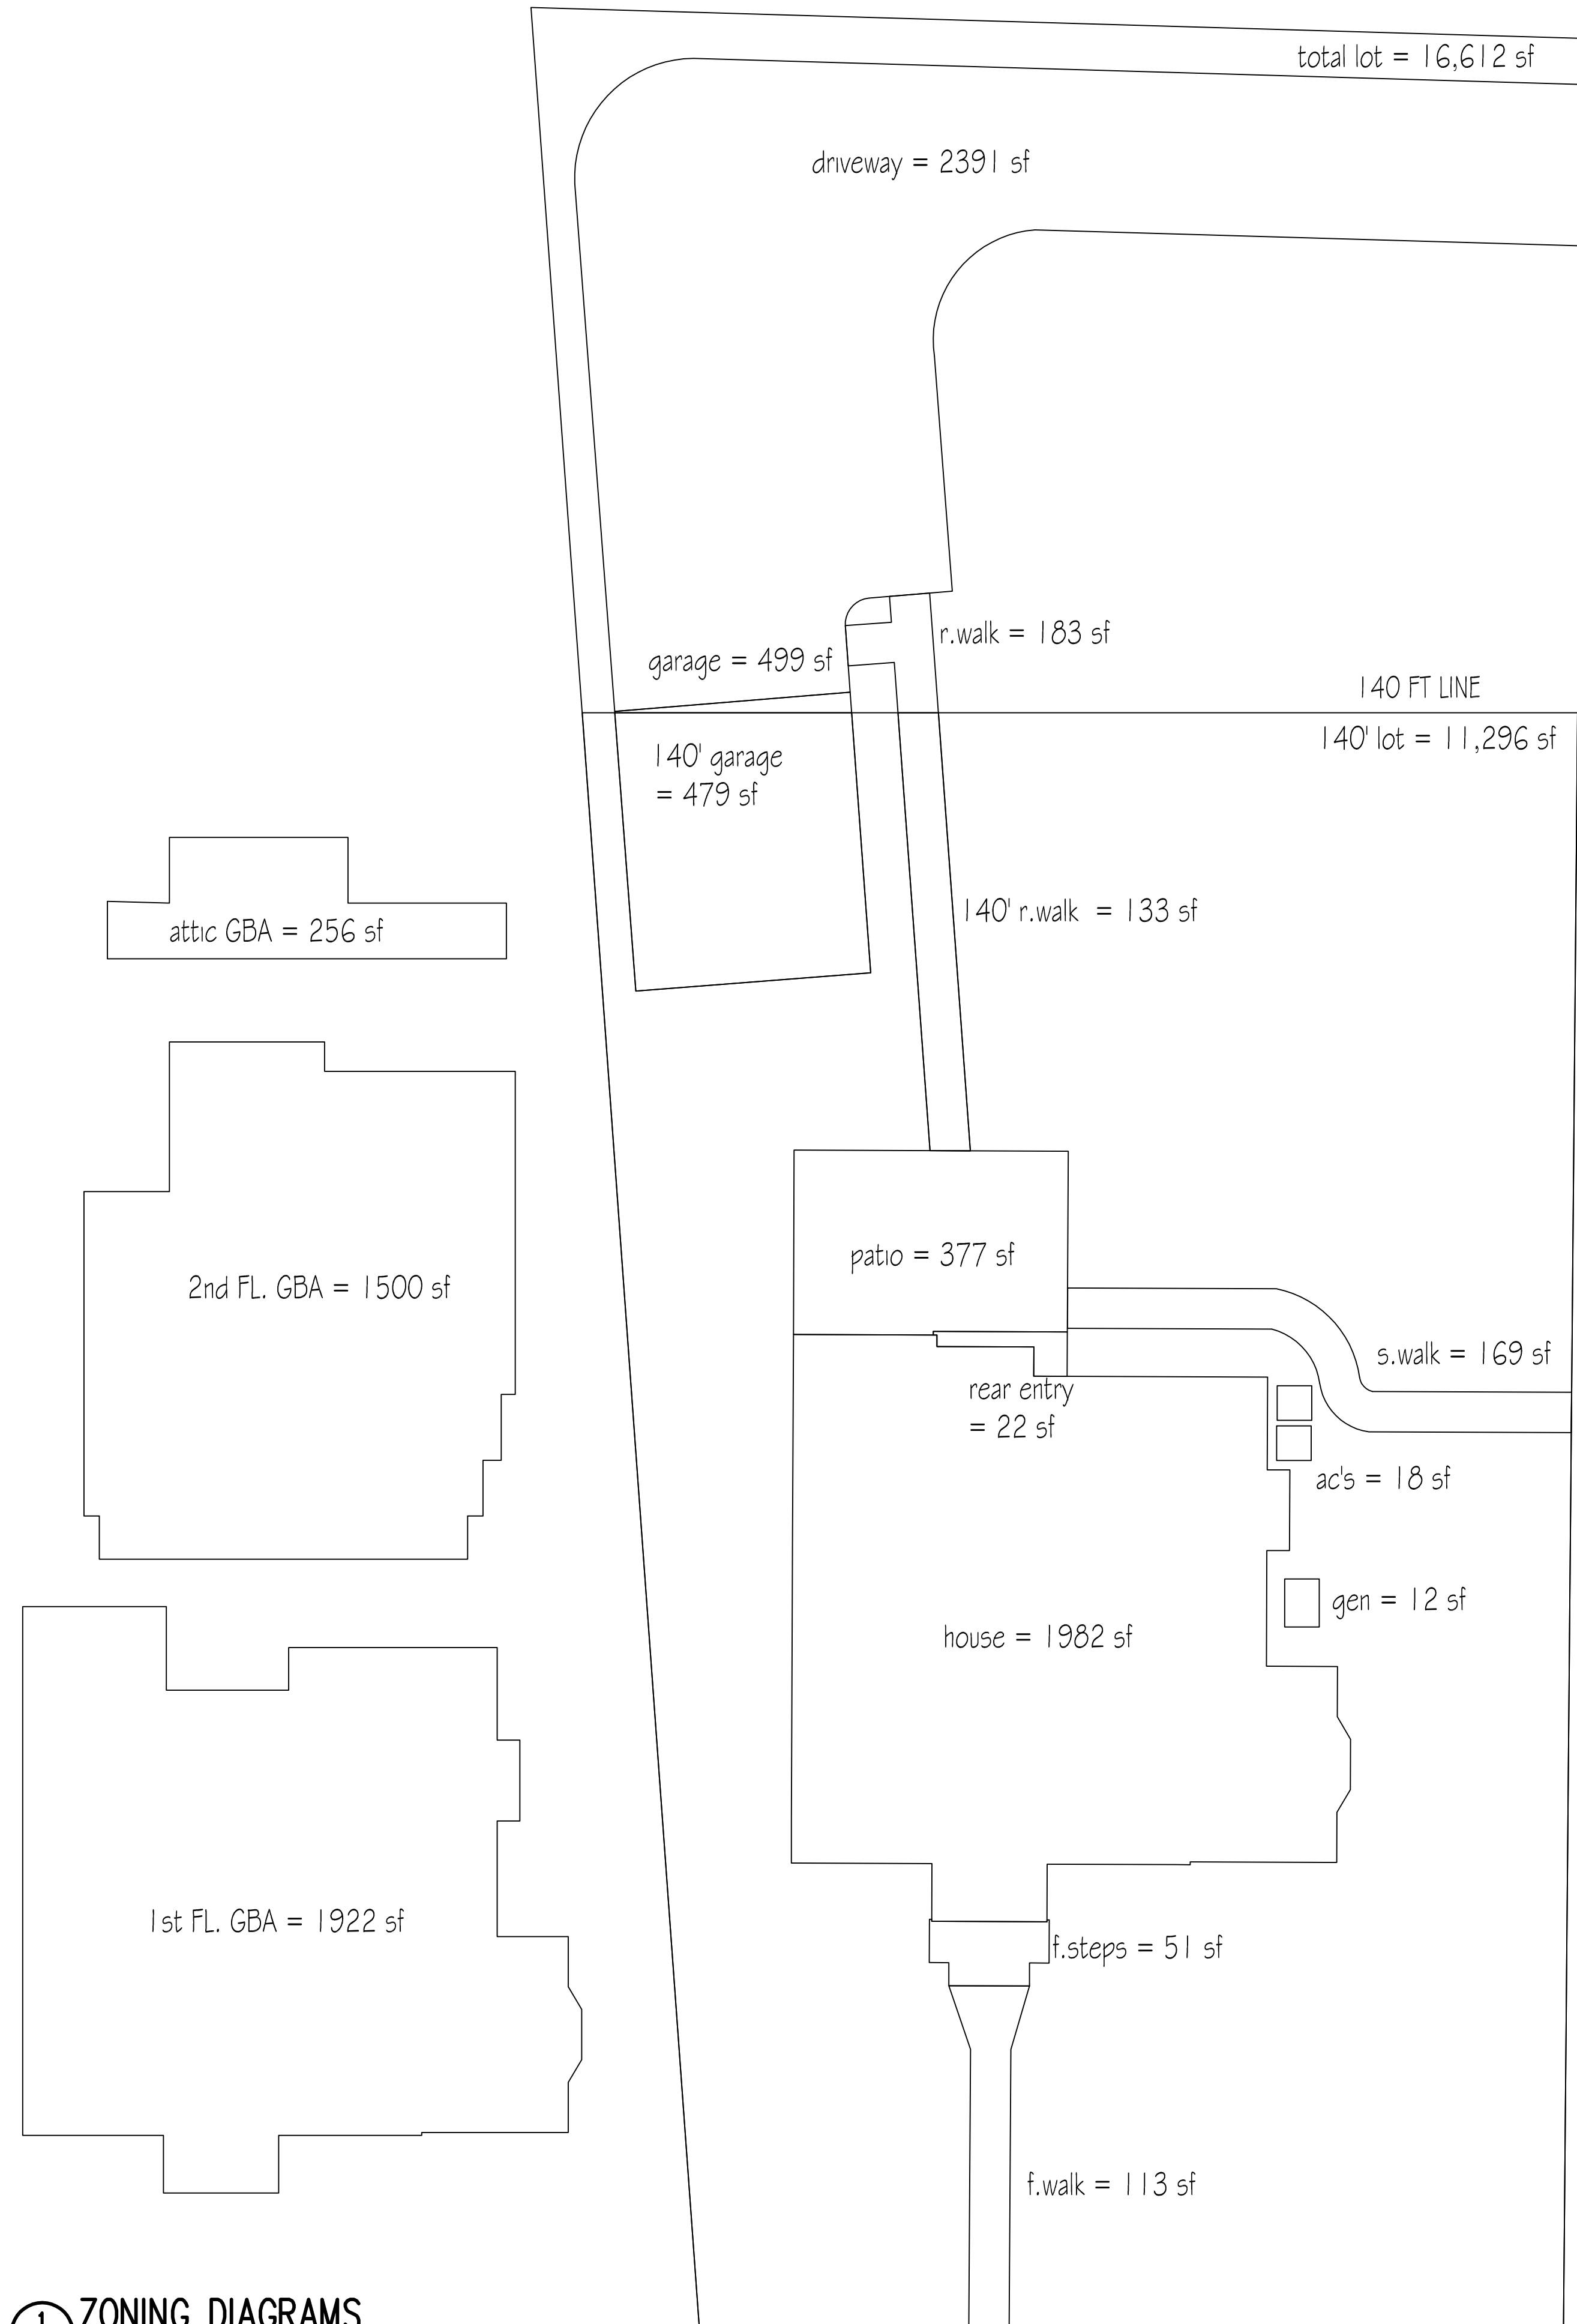 total lot = 16,612 sf
driveway = 2391 sf
r.walk = 183 sf
garage = 499 sf
140 FT LINE
140' lot = 11,296 sf
140' garage
= 479 sf
140' r.walk = 133 sf
attic GBA = 256 sf
patio = 377 sf
2nd FL. GBA = 1500 sf
s.walk = 169 sf
rear entry
= 22 sf
ac's = 18 sf
gen = 12 sf
house = 1982 sf
1st FL. GBA = 1922 sf
f.steps = 51 sf
f.walk = 113 sf
1 ZONING DIAGRAMS